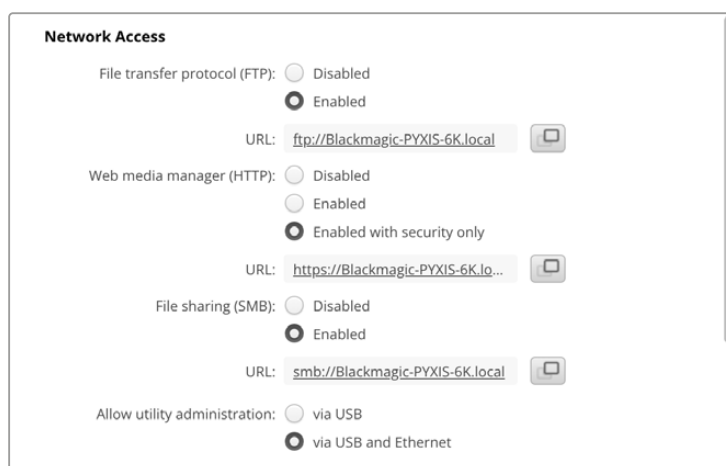 Network Access
File transfer protocol (FTP): Disabled
Enabled
URL: ftp://Blackmagic-PYXIS-6K.local
Web media manager (HTTP): Disabled
Enabled
Enabled with security only
URL: https://Blackmagic-PYXIS-6K.lo...
File sharing (SMB): Disabled
Enabled
URL: smb://Blackmagic-PYXIS-6K.local
Allow utility administration: via USB
via USB and Ethernet